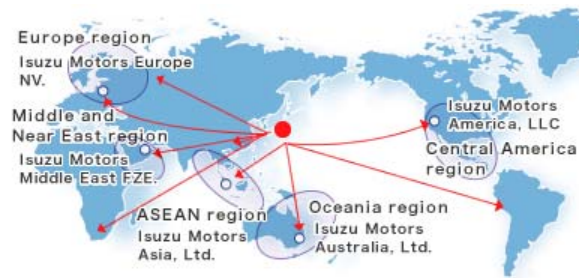 Europe region
Isuzu Motors Europe
NV.
Middle and
Near East region
Isuzu Motors
Middle East FZE.
ASEAN region
Isuzu Motors
Asia, Ltd.
Oceania region
Isuzu Motors
Australia, Ltd.
Isuzu Motors
America, LLC
Central America
region